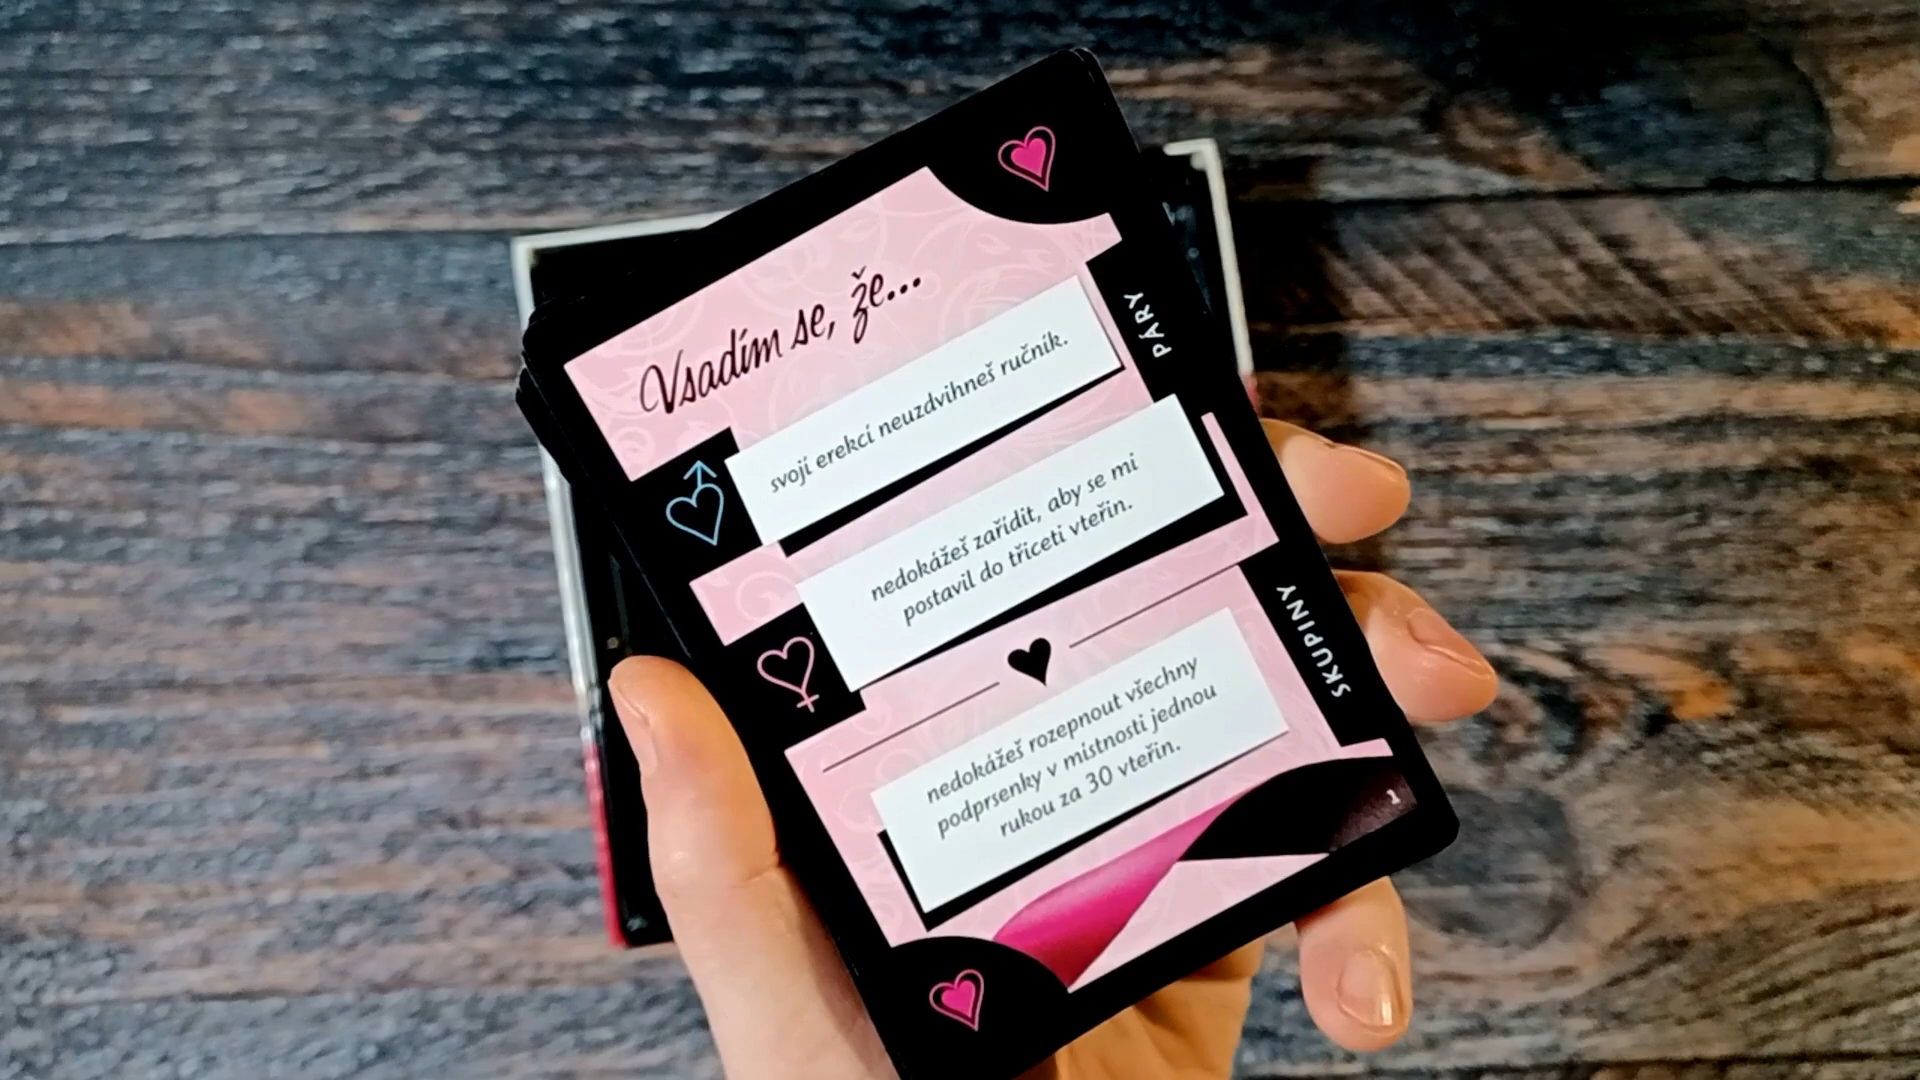 Vsadím se, že...
PÁRY
svojí erekcí neuzdvihneš ručník.
nedokážeš zařídit, aby se mi
postavil do třiceti vteřin.
SKUPINY
nedokážeš rozepnout všechny
podprsenky v místnosti jednou
rukou za 30 vteřin.
1